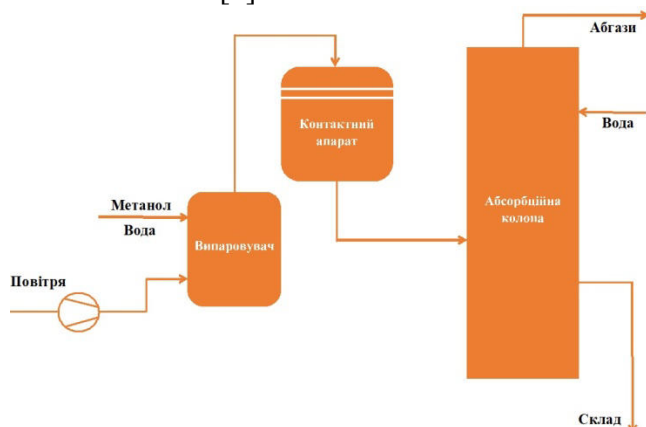 Абгази
Вода
Контактний
апарат
Абсорбційна
колона
Метанол
Вода
Випаровувач
Повітря
Склад